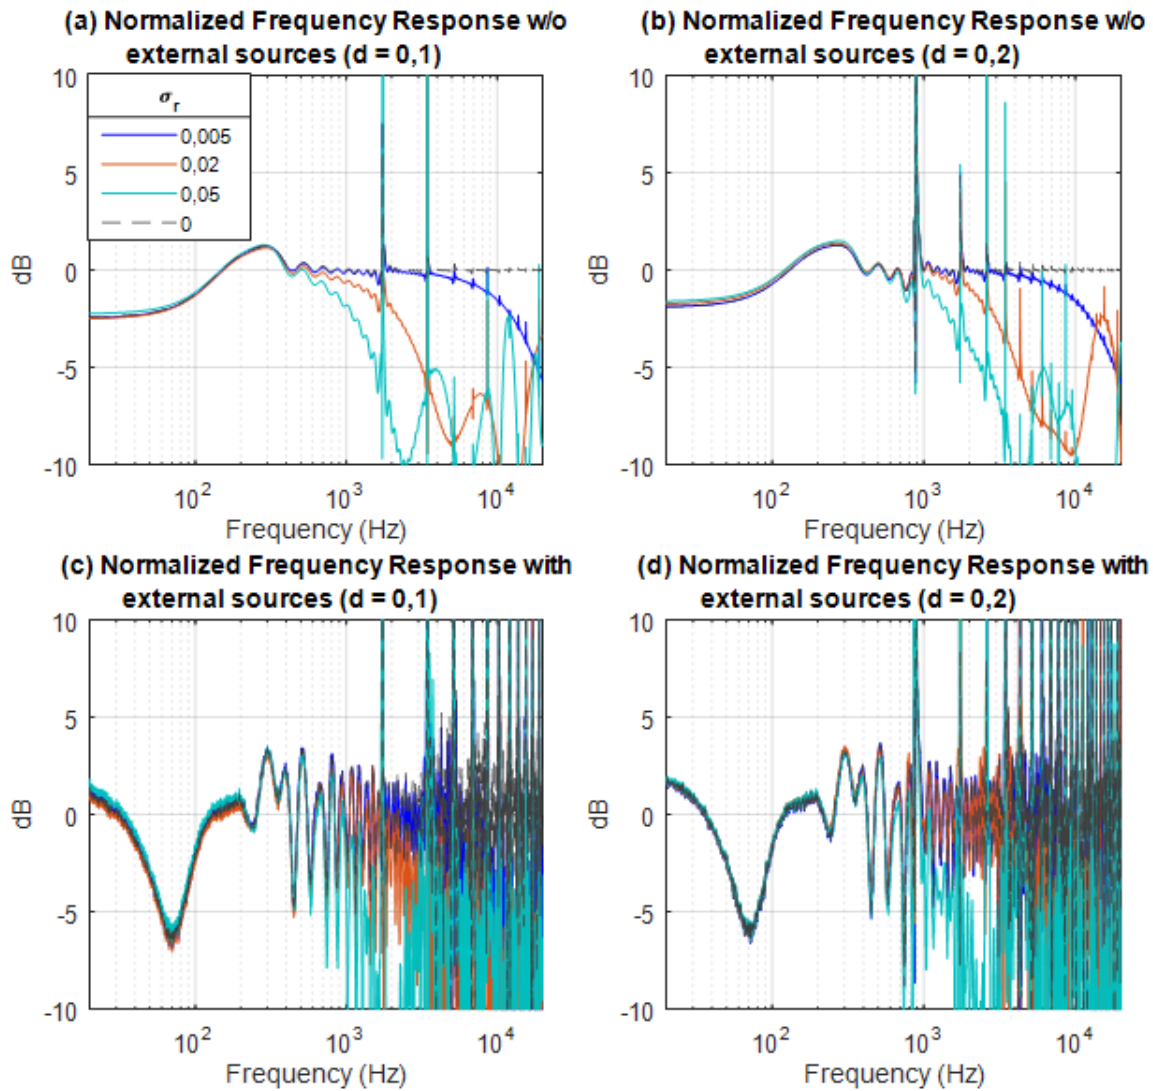 (a) Normalized Frequency Response w/o
external sources (d = 0,1)
10
5
0
-5
-10
dB
σr
0,005
0,02
0,05
0
10²
10³
10⁴
Frequency (Hz)
(b) Normalized Frequency Response w/o
external sources (d = 0,2)
10
5
0
-5
-10
dB
10²
10³
10⁴
Frequency (Hz)
(c) Normalized Frequency Response with
external sources (d = 0,1)
10
5
0
-5
-10
dB
10²
10³
10⁴
Frequency (Hz)
(d) Normalized Frequency Response with
external sources (d = 0,2)
10
5
0
-5
-10
dB
10²
10³
10⁴
Frequency (Hz)